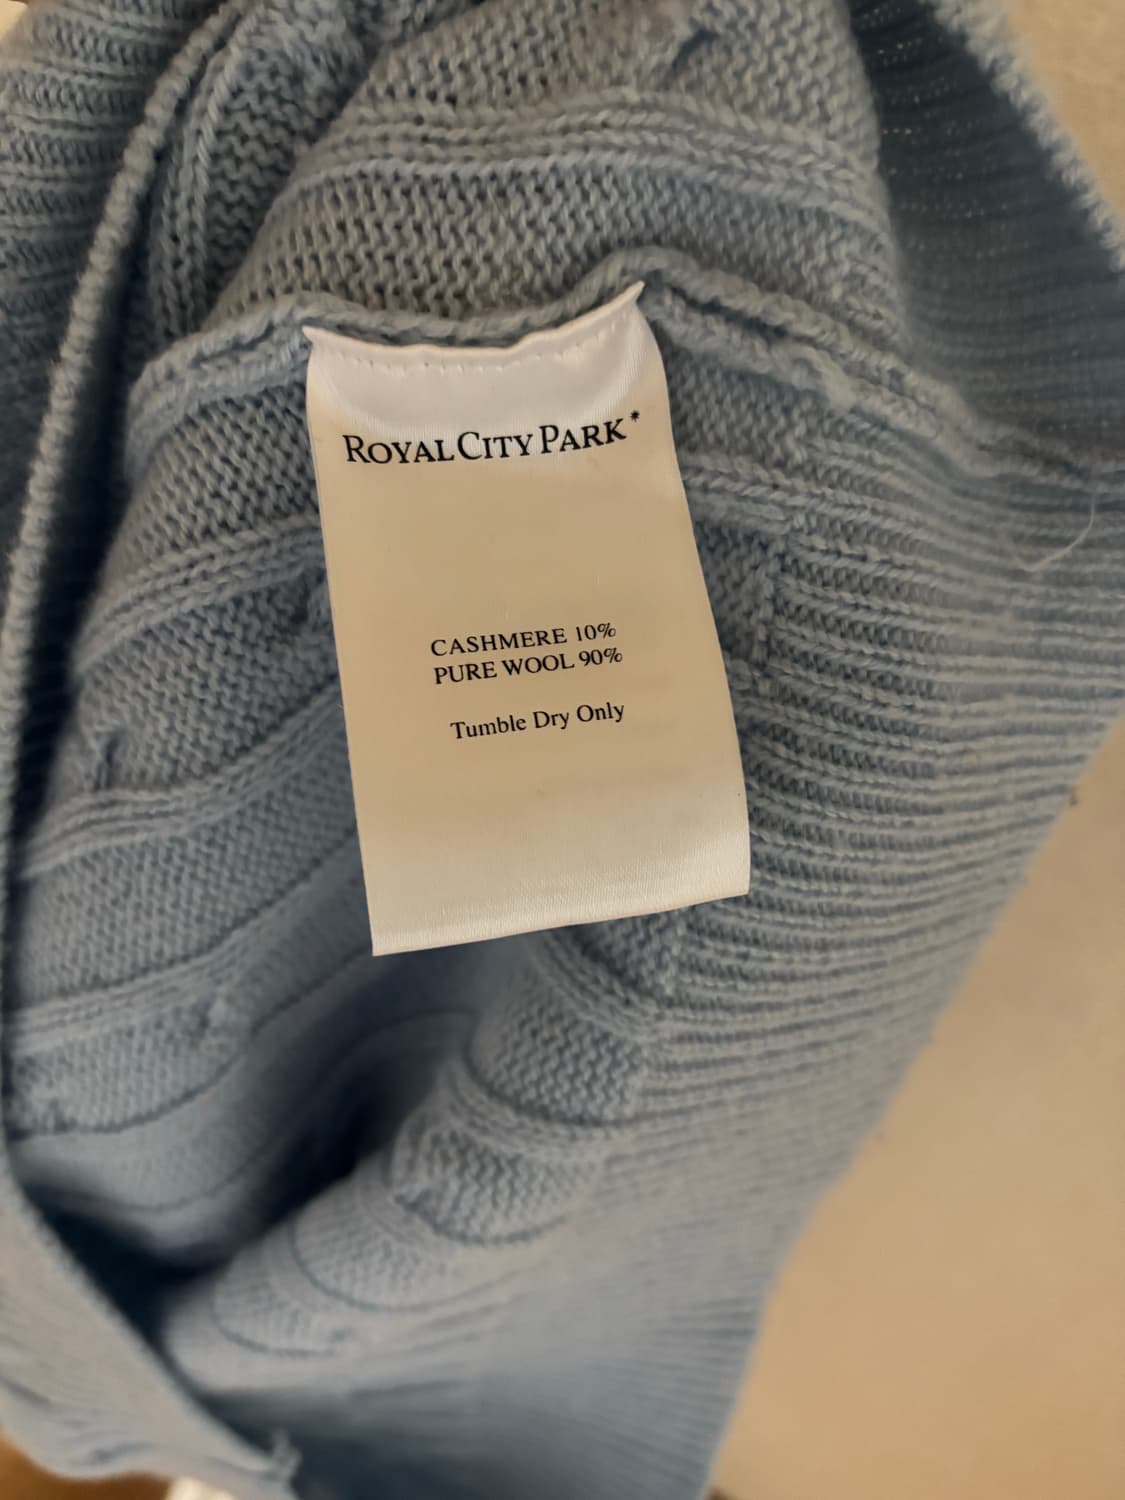 ROYAL CITY PARK*
CASHMERE 10%
PURE WOOL 90%
Tumble Dry Only